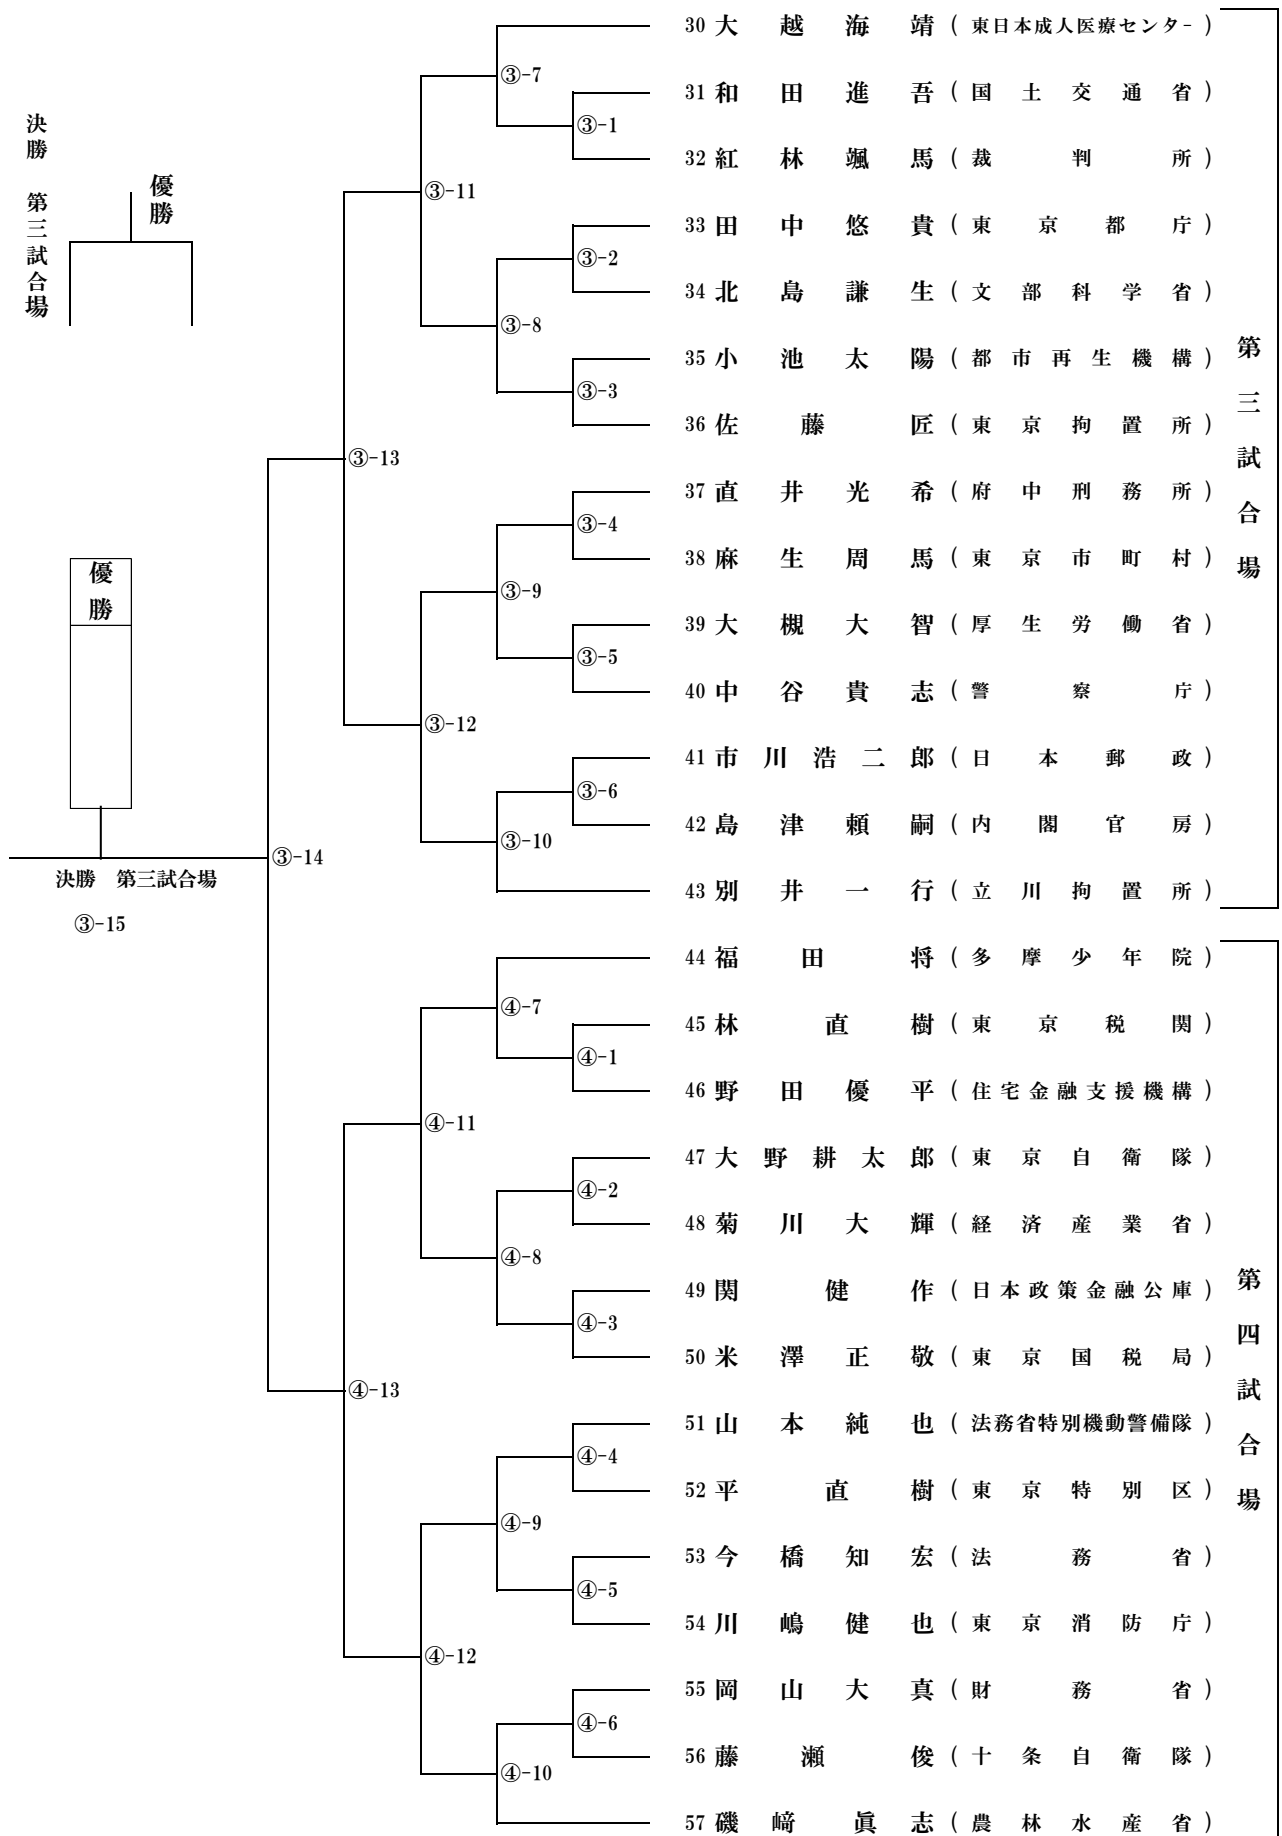 30 大越海靖 (東日本成人医療センター)
③-7
31 和田進吾 (国土交通省)
③-1
32 紅林颯馬 (裁判所)
③-11
33 田中悠貴 (東京都庁)
③-2
34 北島謙生 (文部科学省)
③-8
35 小池太陽 (都市再生機構)
③-3
36 佐藤匠 (東京拘置所)
③-13
37 直井光希 (府中刑務所)
③-4
38 麻生周馬 (東京市町村)
③-9
39 大槻大智 (厚生労働省)
③-5
40 中谷貴志 (警察庁)
③-12
41 市川浩二郎 (日本郵政)
③-6
42 島津頼嗣 (内閣官房)
③-10
43 別井一行 (立川拘置所)
第三試合場
決勝 第三試合場
優勝
優勝
③-14
決勝 第三試合場
③-15
44 福田将 (多摩少年院)
④-7
45 林直樹 (東京税関)
④-1
46 野田優平 (住宅金融支援機構)
④-11
47 大野耕太郎 (東京自衛隊)
④-2
48 菊川大輝 (経済産業省)
④-8
49 関健作 (日本政策金融公庫)
④-3
50 米澤正敬 (東京国税局)
④-13
51 山本純也 (法務省特別機動警備隊)
④-4
52 平直樹 (東京特別区)
④-9
53 今橋知宏 (法務省)
④-5
54 川嶋健也 (東京消防庁)
④-12
55 岡山大真 (財務省)
④-6
56 藤瀬俊 (十条自衛隊)
④-10
57 磯﨑眞志 (農林水産省)
第四試合場